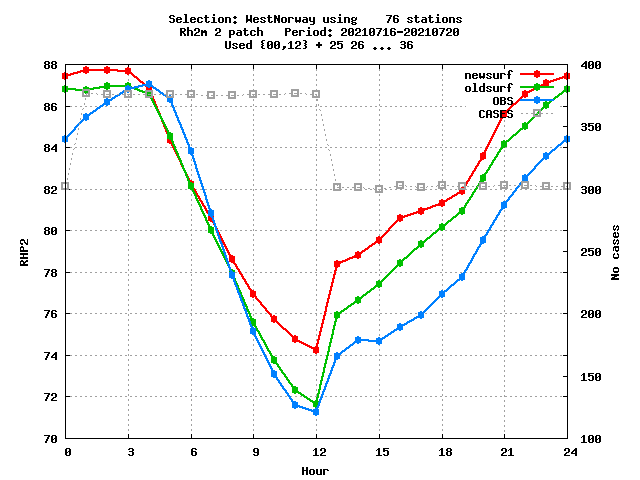 Selection: WestNorway using    76 stations
Rh2m 2 patch   Period: 20210716-20210720
Used {00,12} + 25 26 ... 36
88
86
84
82
80
78
76
74
72
70
RHP2
400
350
300
250
200
150
100
No cases
newsurf
oldsurf
OBS
CASES
0 3 6 9 12 15 18 21 24
Hour